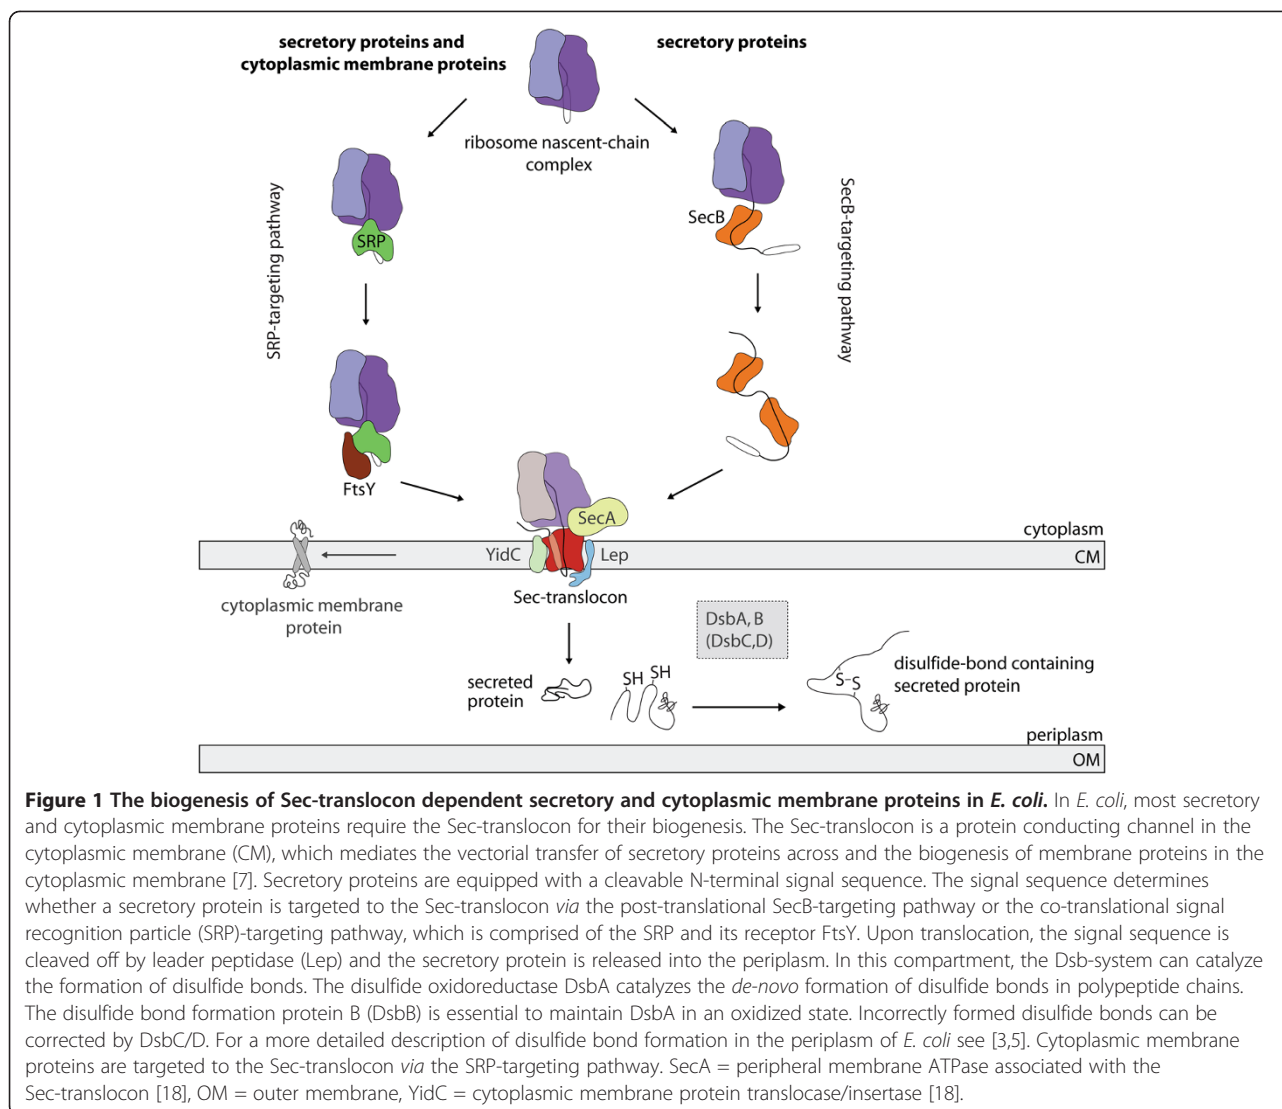 secretory proteins and
cytoplasmic membrane proteins
secretory proteins
ribosome nascent-chain
complex
SRP-targeting pathway
SRP
SecB
SecB-targeting pathway
FtsY
SecA
cytoplasm
YidC
Lep
CM
Sec-translocon
cytoplasmic membrane
protein
DsbA, B
(DsbC,D)
secreted
protein
SH
SH
S-S
disulfide-bond containing
secreted protein
periplasm
OM
Figure 1 The biogenesis of Sec-translocon dependent secretory and cytoplasmic membrane proteins in E. coli. In E. coli, most secretory
and cytoplasmic membrane proteins require the Sec-translocon for their biogenesis. The Sec-translocon is a protein conducting channel in the
cytoplasmic membrane (CM), which mediates the vectorial transfer of secretory proteins across and the biogenesis of membrane proteins in the
cytoplasmic membrane [7]. Secretory proteins are equipped with a cleavable N-terminal signal sequence. The signal sequence determines
whether a secretory protein is targeted to the Sec-translocon via the post-translational SecB-targeting pathway or the co-translational signal
recognition particle (SRP)-targeting pathway, which is comprised of the SRP and its receptor FtsY. Upon translocation, the signal sequence is
cleaved off by leader peptidase (Lep) and the secretory protein is released into the periplasm. In this compartment, the Dsb-system can catalyze
the formation of disulfide bonds. The disulfide oxidoreductase DsbA catalyzes the de-novo formation of disulfide bonds in polypeptide chains.
The disulfide bond formation protein B (DsbB) is essential to maintain DsbA in an oxidized state. Incorrectly formed disulfide bonds can be
corrected by DsbC/D. For a more detailed description of disulfide bond formation in the periplasm of E. coli see [3,5]. Cytoplasmic membrane
proteins are targeted to the Sec-translocon via the SRP-targeting pathway. SecA = peripheral membrane ATPase associated with the
Sec-translocon [18], OM = outer membrane, YidC = cytoplasmic membrane protein translocase/insertase [18].